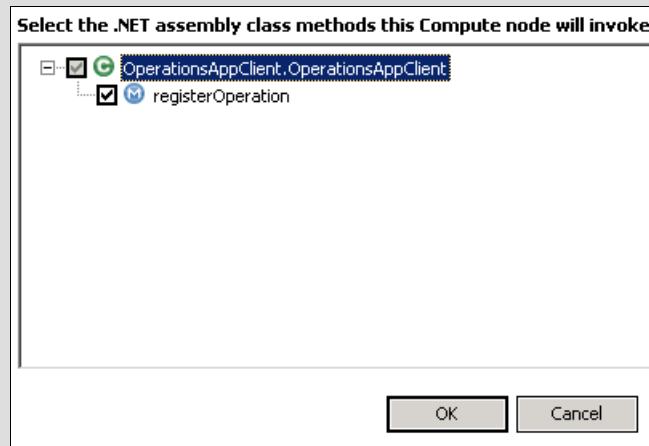 Select the .NET assembly class methods this Compute node will invoke
C OperationsAppClient.OperationsAppClient
M registerOperation
OK Cancel